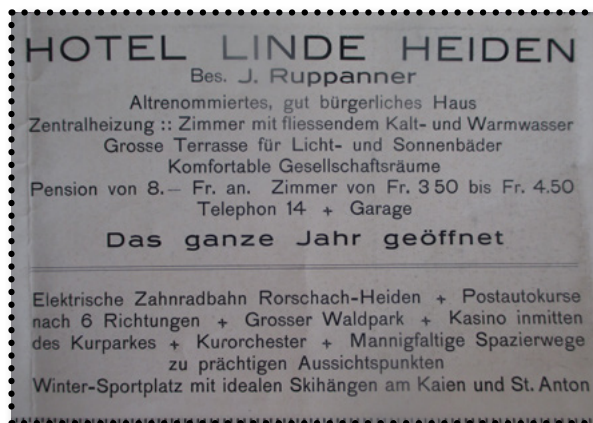 HOTEL LINDE HEIDEN
Bes. J. Ruppanner
Altrenommiertes, gut bürgerliches Haus
Zentralheizung :: Zimmer mit fliessendem Kalt- und Warmwasser
Grosse Terrasse für Licht- und Sonnenbäder
Komfortable Gesellschaftsräume
Pension von 8.— Fr. an. Zimmer von Fr. 3 50 bis Fr. 4.50
Telephon 14 + Garage
Das ganze Jahr geöffnet
Elektrische Zahnradbahn Rorschach-Heiden + Postautokurse
nach 6 Richtungen + Grosser Waldpark + Kasino inmitten
des Kurparkes + Kurorchester + Mannigfaltige Spazierwege
zu prächtigen Aussichtspunkten
Winter-Sportplatz mit idealen Skihängen am Kaien und St. Anton